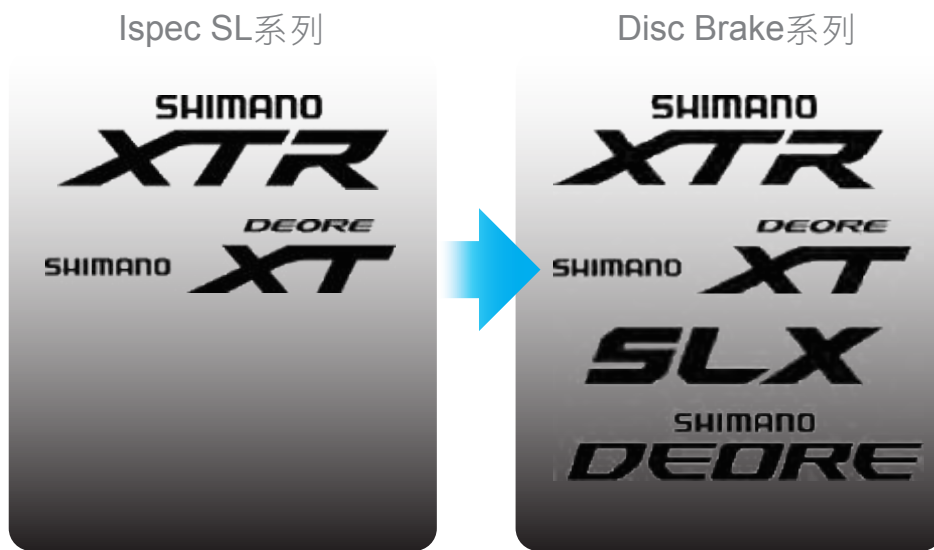 Ispec SL系列
SHIMANO
XTR
DEORE
SHIMANO XT
Disc Brake系列
SHIMANO
XTR
DEORE
SHIMANO XT
SLX
SHIMANO
DEORE